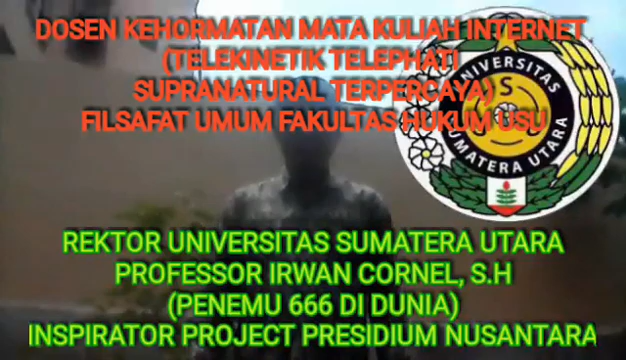 DOSEN KEHORMATAN MATA KULIAH INTERNET
(TELEKINETIK TELEPHATI
SUPRANATURAL TERPERCAYA)
FILSAFAT UMUM FAKULTAS HUKUM USU
UNIVERSITAS
S
SUMATERA UTARA
REKTOR UNIVERSITAS SUMATERA UTARA
PROFESSOR IRWAN CORNEL, S.H
(PENEMU 666 DI DUNIA)
INSPIRATOR PROJECT PRESIDIUM NUSANTARA